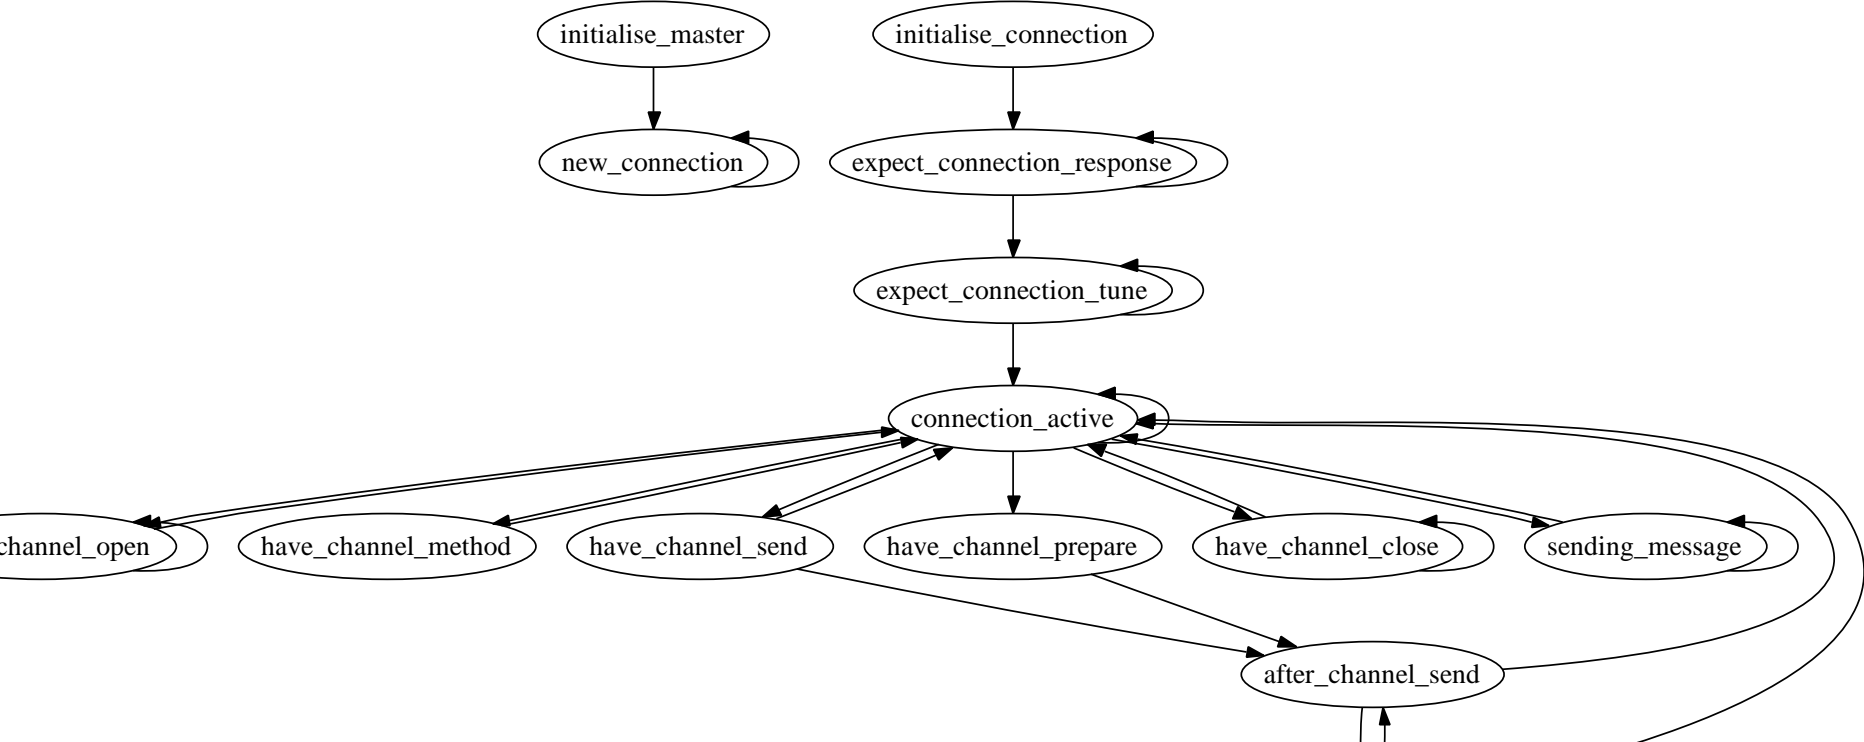 initialise_master
initialise_connection
new_connection
expect_connection_response
expect_connection_tune
connection_active
channel_open
have_channel_method
have_channel_send
have_channel_prepare
have_channel_close
sending_message
after_channel_send